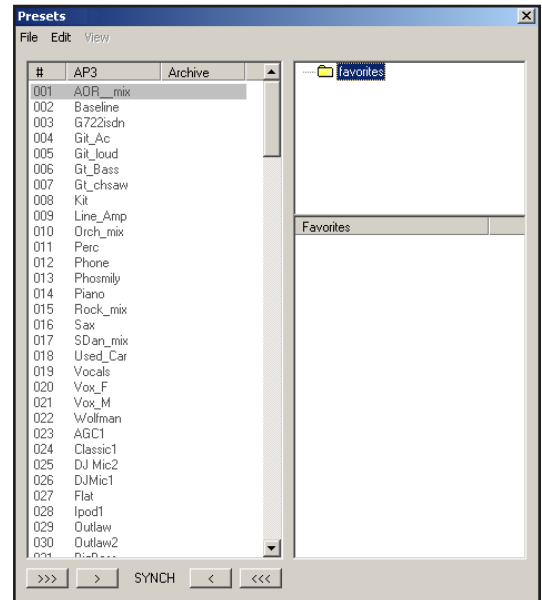 Presets
File Edit View
# AP3 Archive
001 AOR__mix
002 Baseline
003 G722isdn
004 Git_Ac
005 Git_loud
006 Gt_Bass
007 Gt_chsaw
008 Kit
009 Line_Amp
010 Orch_mix
011 Perc
012 Phone
013 Phosmily
014 Piano
015 Rock_mix
016 Sax
017 SDan_mix
018 Used_Car
019 Vocals
020 Vox_F
021 Vox_M
022 Wolfman
023 AGC1
024 Classic1
025 DJ Mic2
026 DJMic1
027 Flat
028 Ipod1
029 Outlaw
030 Outlaw2
>>> > SYNCH < <<<
favorites
Favorites